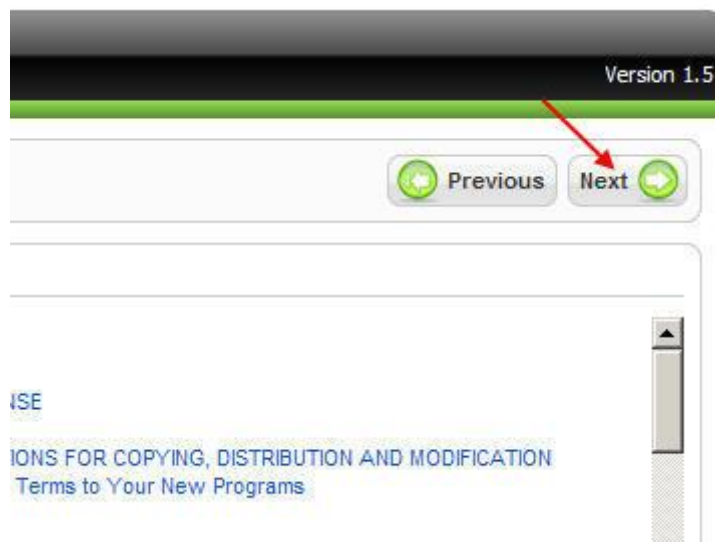 Version 1.5
Previous
Next
NSE
IONS FOR COPYING, DISTRIBUTION AND MODIFICATION
Terms to Your New Programs